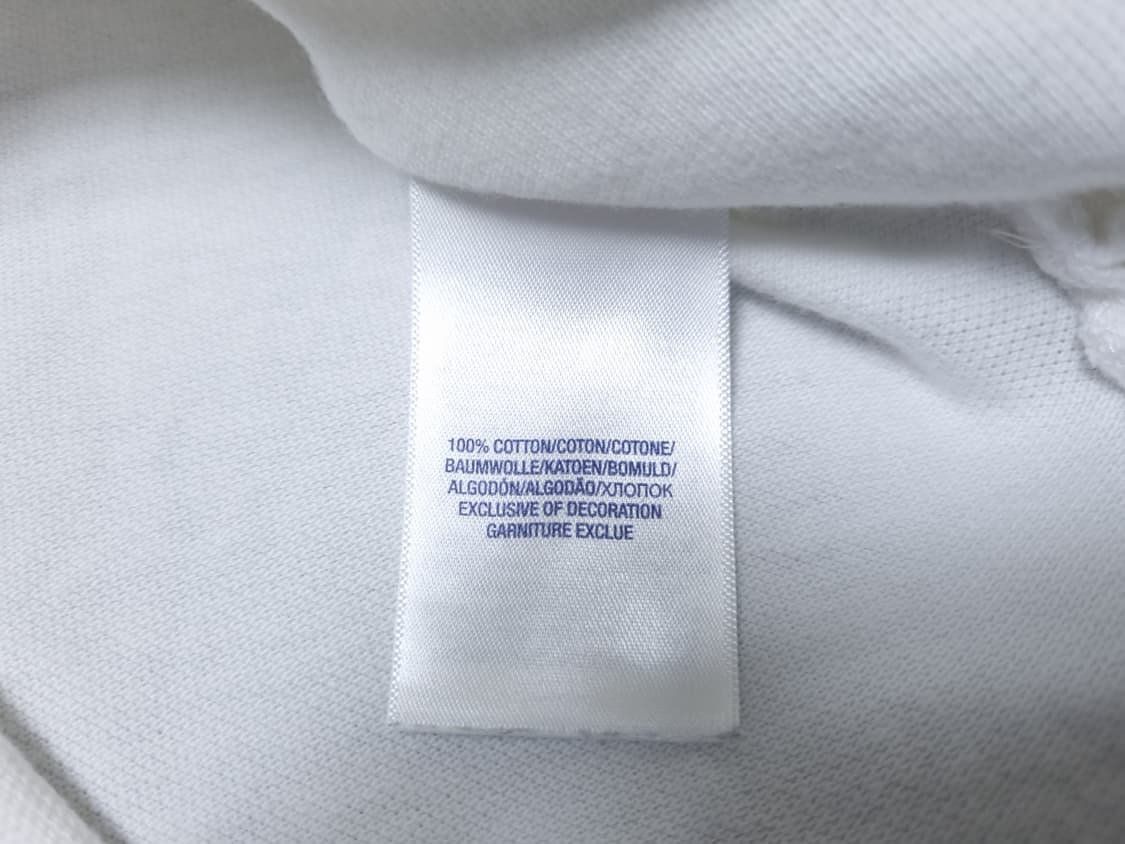 100% COTTON/COTON/COTONE/
BAUMWOLLE/KATOEN/BOMULD/
ALGODÓN/ALGODÃO/ХЛОПОК
EXCLUSIVE OF DECORATION
GARNITURE EXCLUE